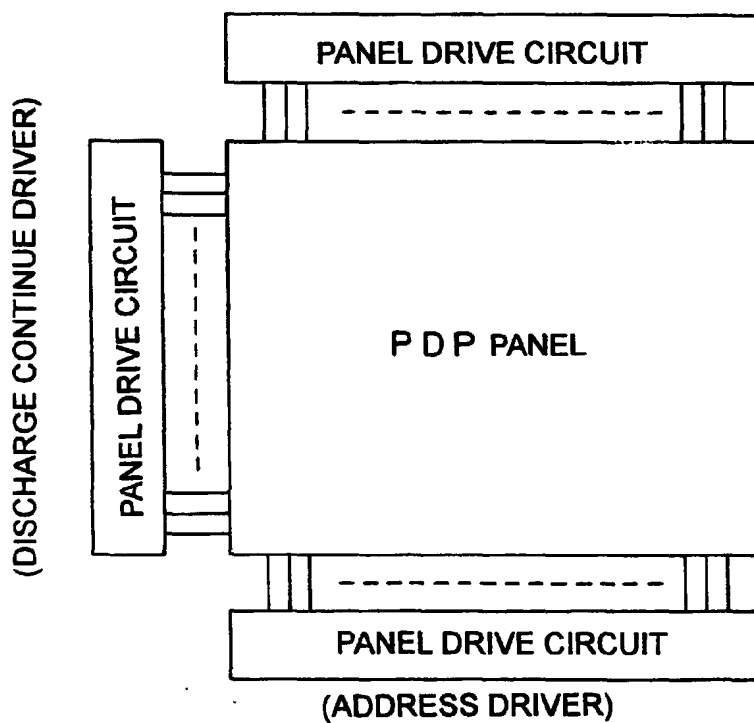 PANEL DRIVE CIRCUIT
(DISCHARGE CONTINUE DRIVER)
PANEL DRIVE CIRCUIT
P D P PANEL
PANEL DRIVE CIRCUIT
(ADDRESS DRIVER)